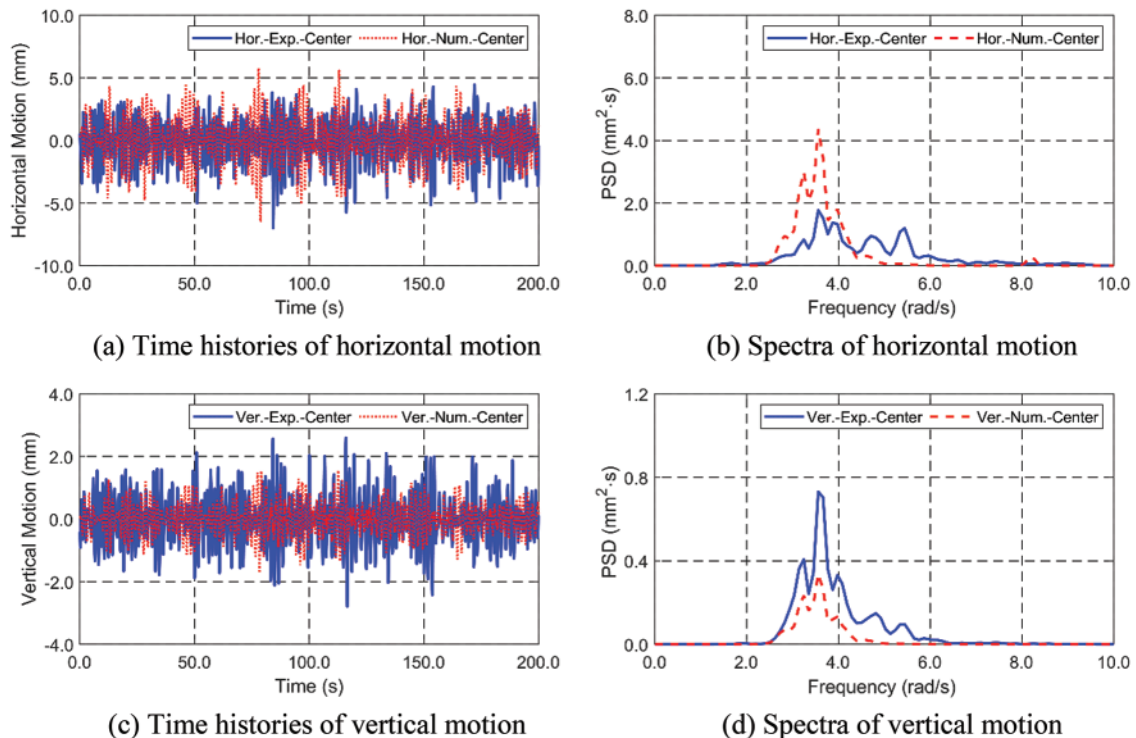 10.0
5.0
0.0
-5.0
-10.0
Horizontal Motion (mm)
Hor.-Exp.-Center Hor.-Num.-Center
0.0 50.0 100.0 150.0 200.0
Time (s)
(a) Time histories of horizontal motion
8.0
6.0
4.0
2.0
0.0
PSD (mm²·s)
Hor.-Exp.-Center Hor.-Num.-Center
0.0 2.0 4.0 6.0 8.0 10.0
Frequency (rad/s)
(b) Spectra of horizontal motion
4.0
2.0
0.0
-2.0
-4.0
Vertical Motion (mm)
Ver.-Exp.-Center Ver.-Num.-Center
0.0 50.0 100.0 150.0 200.0
Time (s)
(c) Time histories of vertical motion
1.2
0.8
0.4
0.0
PSD (mm²·s)
Ver.-Exp.-Center Ver.-Num.-Center
0.0 2.0 4.0 6.0 8.0 10.0
Frequency (rad/s)
(d) Spectra of vertical motion